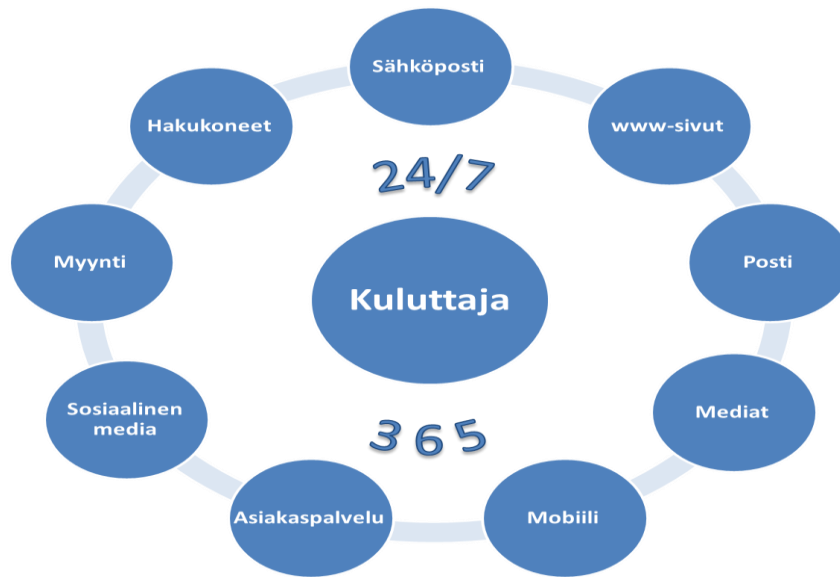 Sähköposti
www-sivut
Posti
Mediat
Mobiili
Asiakaspalvelu
Sosiaalinen
media
Myynti
Hakukoneet
24/7
Kuluttaja
365